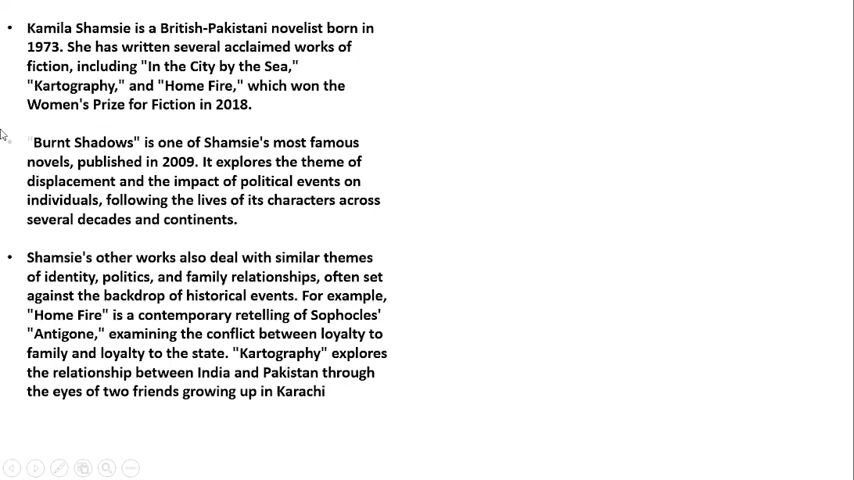 • Kamila Shamsie is a British-Pakistani novelist born in
1973. She has written several acclaimed works of
fiction, including "In the City by the Sea,"
"Kartography," and "Home Fire," which won the
Women's Prize for Fiction in 2018.
• "Burnt Shadows" is one of Shamsie's most famous
novels, published in 2009. It explores the theme of
displacement and the impact of political events on
individuals, following the lives of its characters across
several decades and continents.
• Shamsie's other works also deal with similar themes
of identity, politics, and family relationships, often set
against the backdrop of historical events. For example,
"Home Fire" is a contemporary retelling of Sophocles'
"Antigone," examining the conflict between loyalty to
family and loyalty to the state. "Kartography" explores
the relationship between India and Pakistan through
the eyes of two friends growing up in Karachi